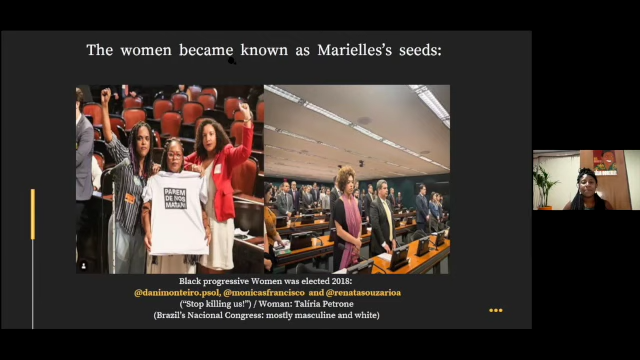 The women became known as Marielles's seeds:
PAREM
DE NOS
MATAR!
Black progressive Women was elected 2018:
@danimonteiro.psol, @monicasfrancisco and @renatasouzarioa
("Stop killing us!") / Woman: Talíria Petrone
(Brazil's Nacional Congress: mostly masculine and white)